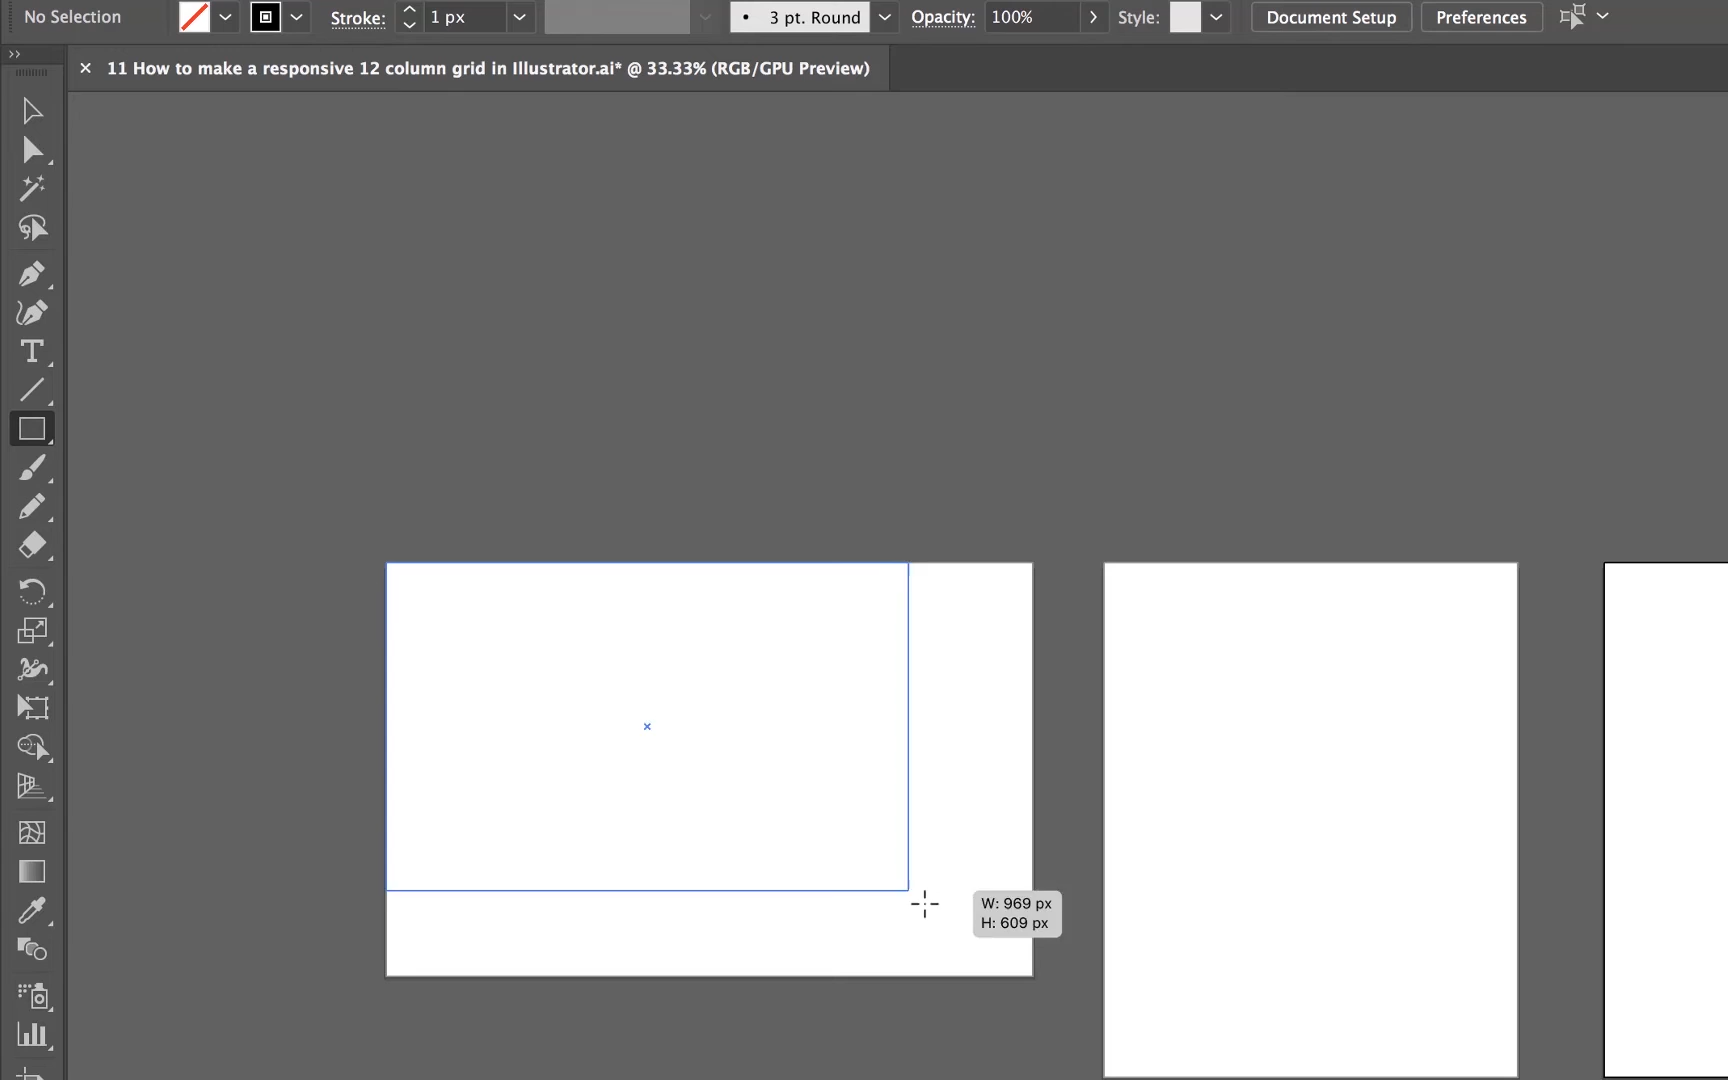 No Selection
Stroke:
1 px
3 pt. Round
Opacity:
100%
Style:
Document Setup
Preferences
11 How to make a responsive 12 column grid in Illustrator.ai* @ 33.33% (RGB/GPU Preview)
W: 969 px
H: 609 px